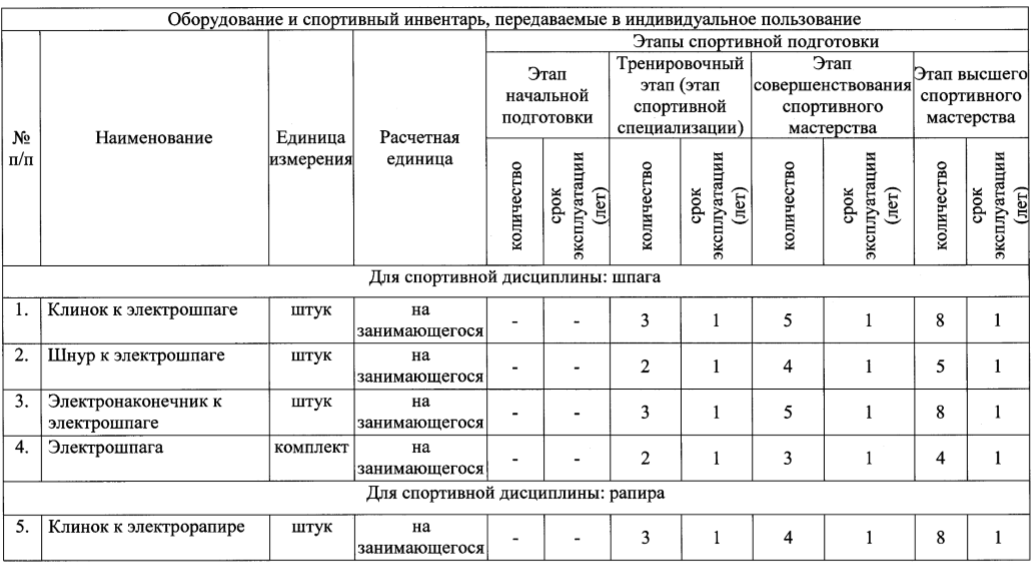 Оборудование и спортивный инвентарь, передаваемые в индивидуальное пользование
№ п/п
Наименование
Единица измерения
Расчетная единица
Этапы спортивной подготовки
Этап начальной подготовки
Тренировочный этап (этап спортивной специализации)
Этап совершенствования спортивного мастерства
Этап высшего спортивного мастерства
количество
срок эксплуатации (лет)
количество
срок эксплуатации (лет)
количество
срок эксплуатации (лет)
количество
срок эксплуатации (лет)
Для спортивной дисциплины: шпага
1. Клинок к электрошпаге штук на занимающегося - - 3 1 5 1 8 1
2. Шнур к электрошпаге штук на занимающегося - - 2 1 4 1 5 1
3. Электронаконечник к электрошпаге штук на занимающегося - - 3 1 5 1 8 1
4. Электрошпага комплект на занимающегося - - 2 1 3 1 4 1
Для спортивной дисциплины: рапира
5. Клинок к электрорапире штук на занимающегося - - 3 1 4 1 8 1